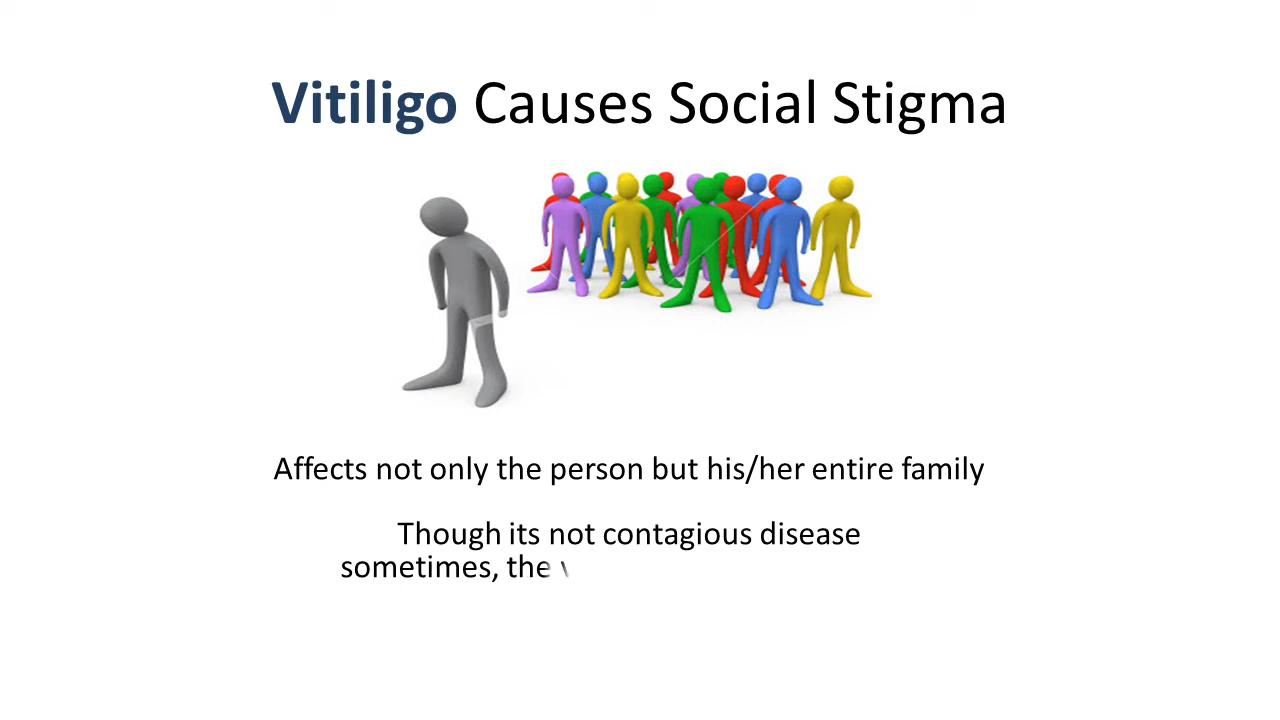 Vitiligo Causes Social Stigma
Affects not only the person but his/her entire family
Though its not contagious disease
sometimes, the